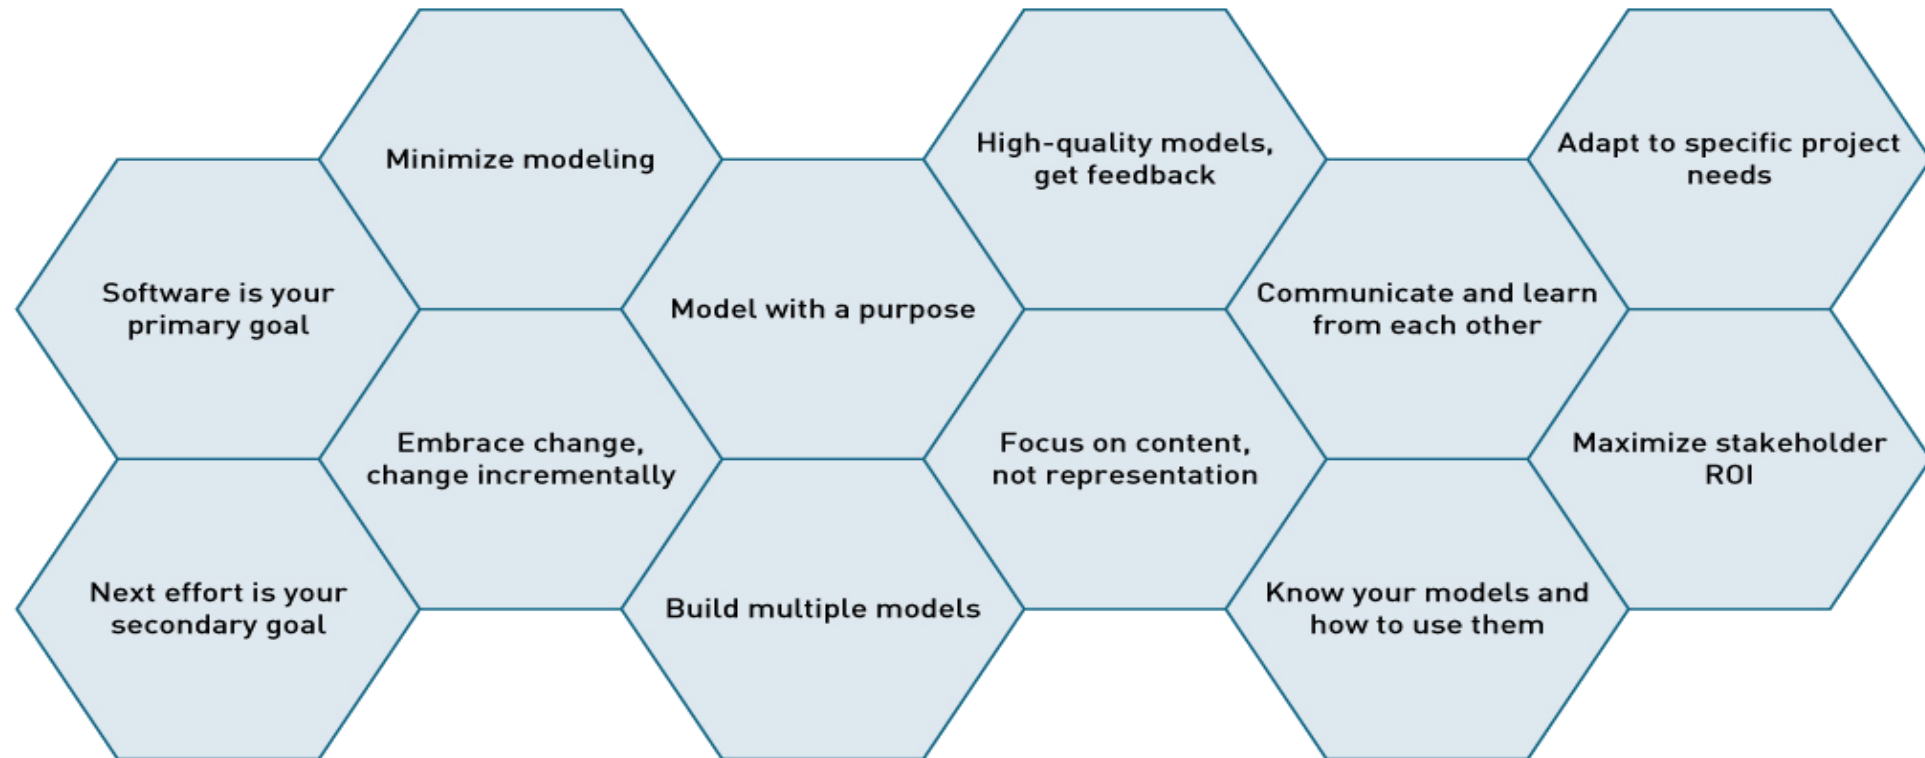 Minimize modeling
High-quality models,
get feedback
Adapt to specific project
needs
Software is your
primary goal
Model with a purpose
Communicate and learn
from each other
Embrace change,
change incrementally
Focus on content,
not representation
Maximize stakeholder
ROI
Next effort is your
secondary goal
Build multiple models
Know your models and
how to use them